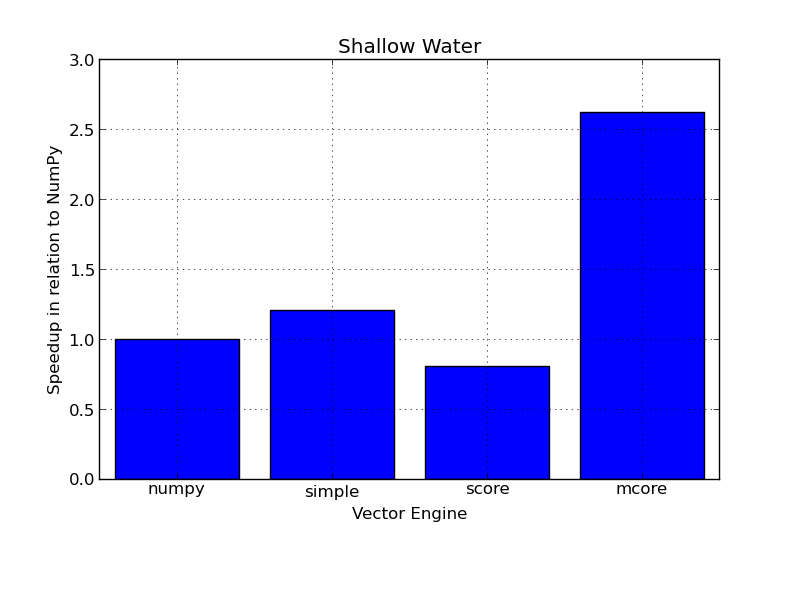 Shallow Water
3.0
2.5
2.0
1.5
1.0
0.5
0.0
Speedup in relation to NumPy
numpy simple score mcore
Vector Engine